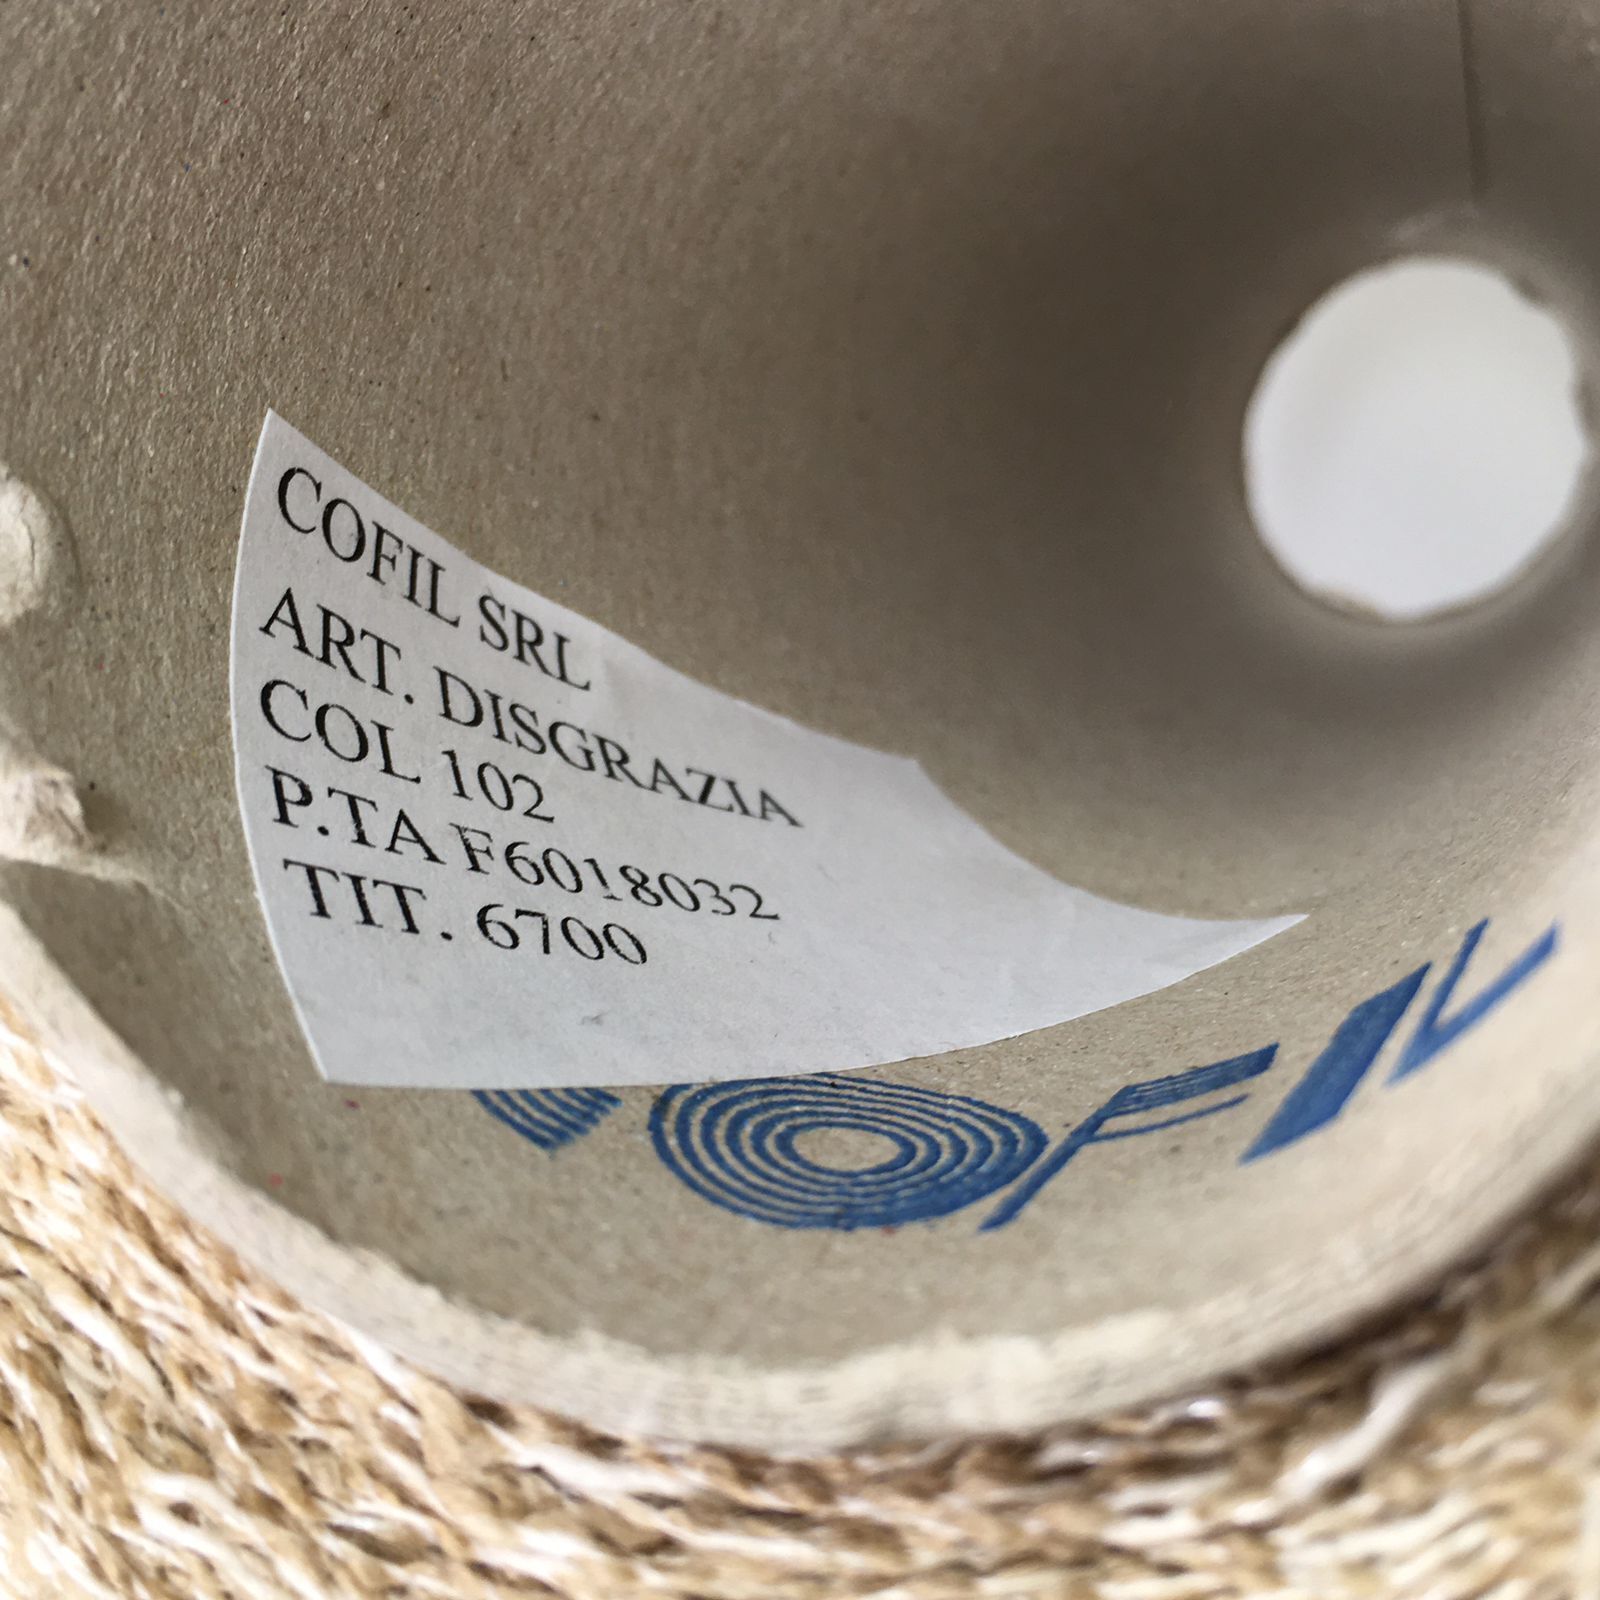 COFIL SRL
ART. DISGRAZIA
COL 102
P.TA F6018032
TIT. 6700